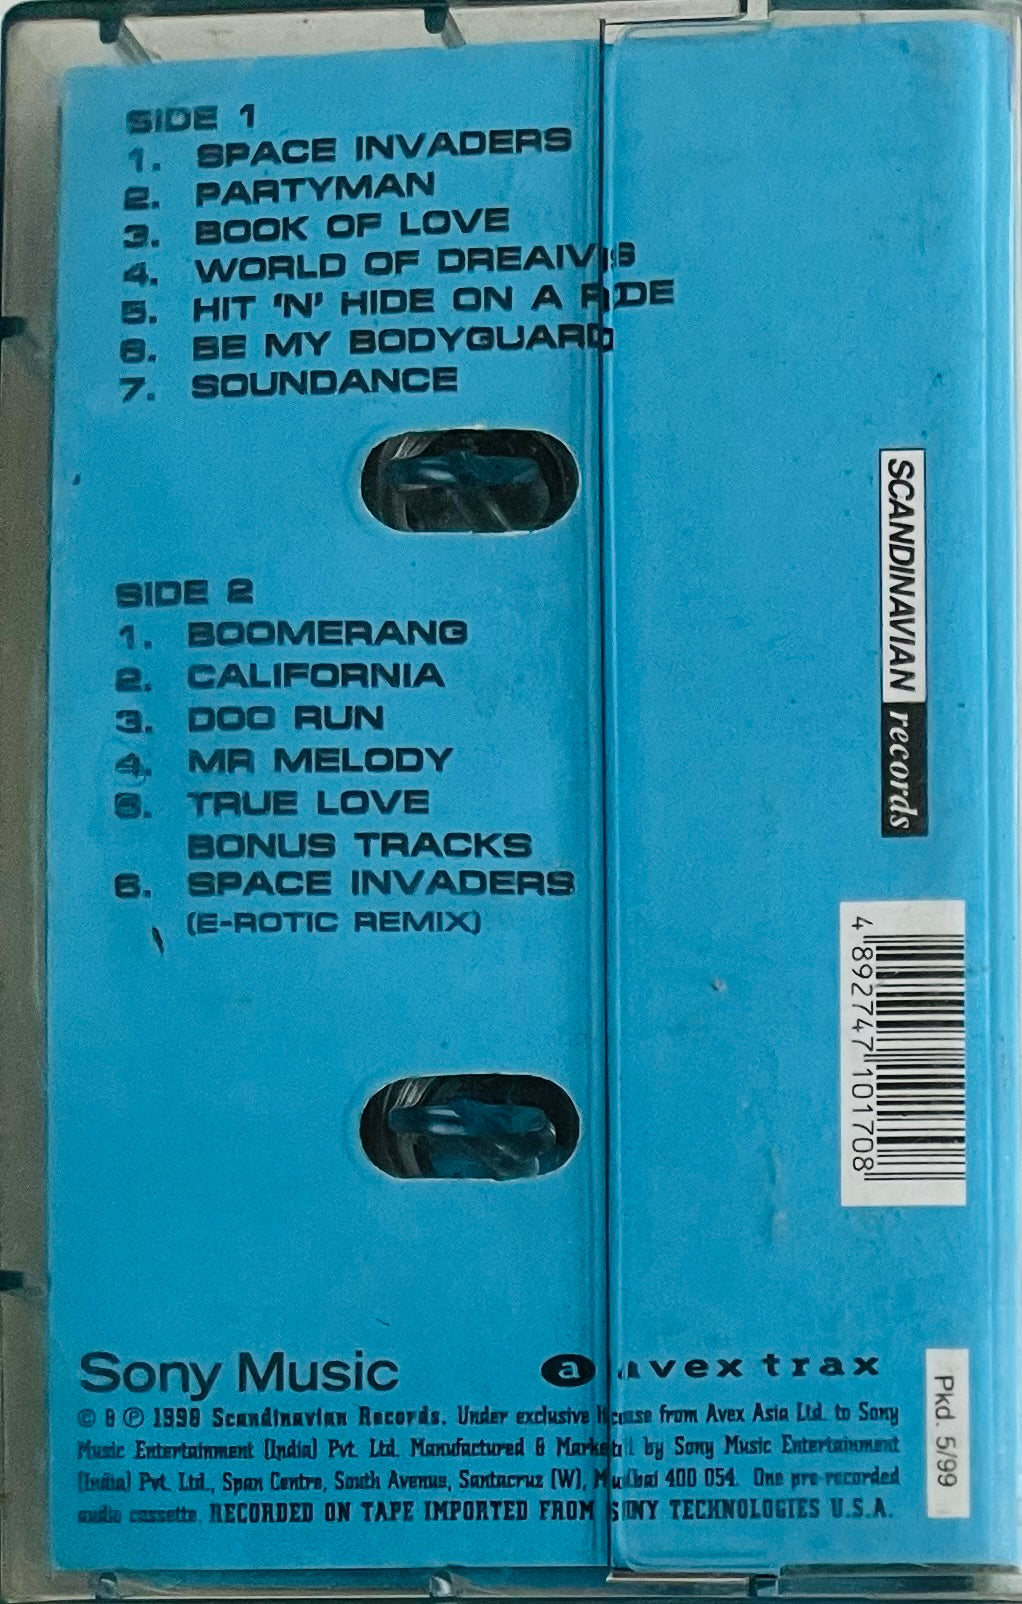 SIDE 1
1. SPACE INVADERS
2. PARTYMAN
3. BOOK OF LOVE
4. WORLD OF DREAMS
5. HIT 'N' HIDE ON A RIDE
6. BE MY BODYGUARD
7. SOUNDANCE
SIDE 2
1. BOOMERANG
2. CALIFORNIA
3. DOO RUN
4. MR MELODY
5. TRUE LOVE
BONUS TRACKS
6. SPACE INVADERS
(E-ROTIC REMIX)
SCANDINAVIAN records
4 892747 101708
Sony Music
a avex trax
© & ℗ 1998 Scandinavian Records. Under exclusive license from Avex Asia Ltd. to Sony
Music Entertainment (India) Pvt. Ltd. Manufactured & Marketed by Sony Music Entertainment
(India) Pvt. Ltd., Span Centre, South Avenue, Santacruz (W), Mumbai 400 054. One pre-recorded
audio cassette. RECORDED ON TAPE IMPORTED FROM SONY TECHNOLOGIES U.S.A.
Pkd. 5/99